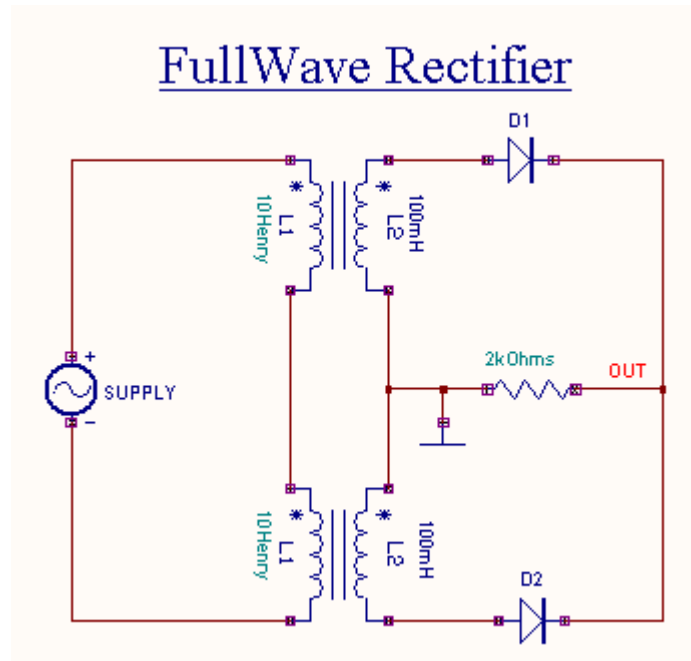 FullWave Rectifier
D1
*
*
10Henry
L1
L2
100mH
2kOhms
OUT
+
SUPPLY
-
*
*
10Henry
L1
L2
100mH
D2